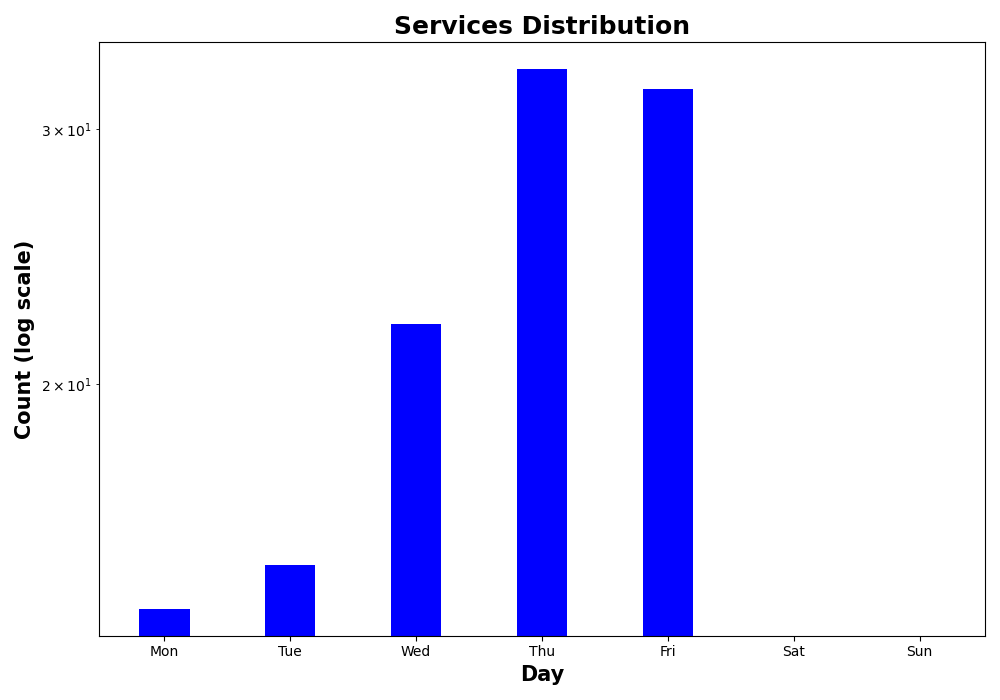 Services Distribution
Count (log scale)
3 × 10¹
2 × 10¹
Mon Tue Wed Thu Fri Sat Sun
Day